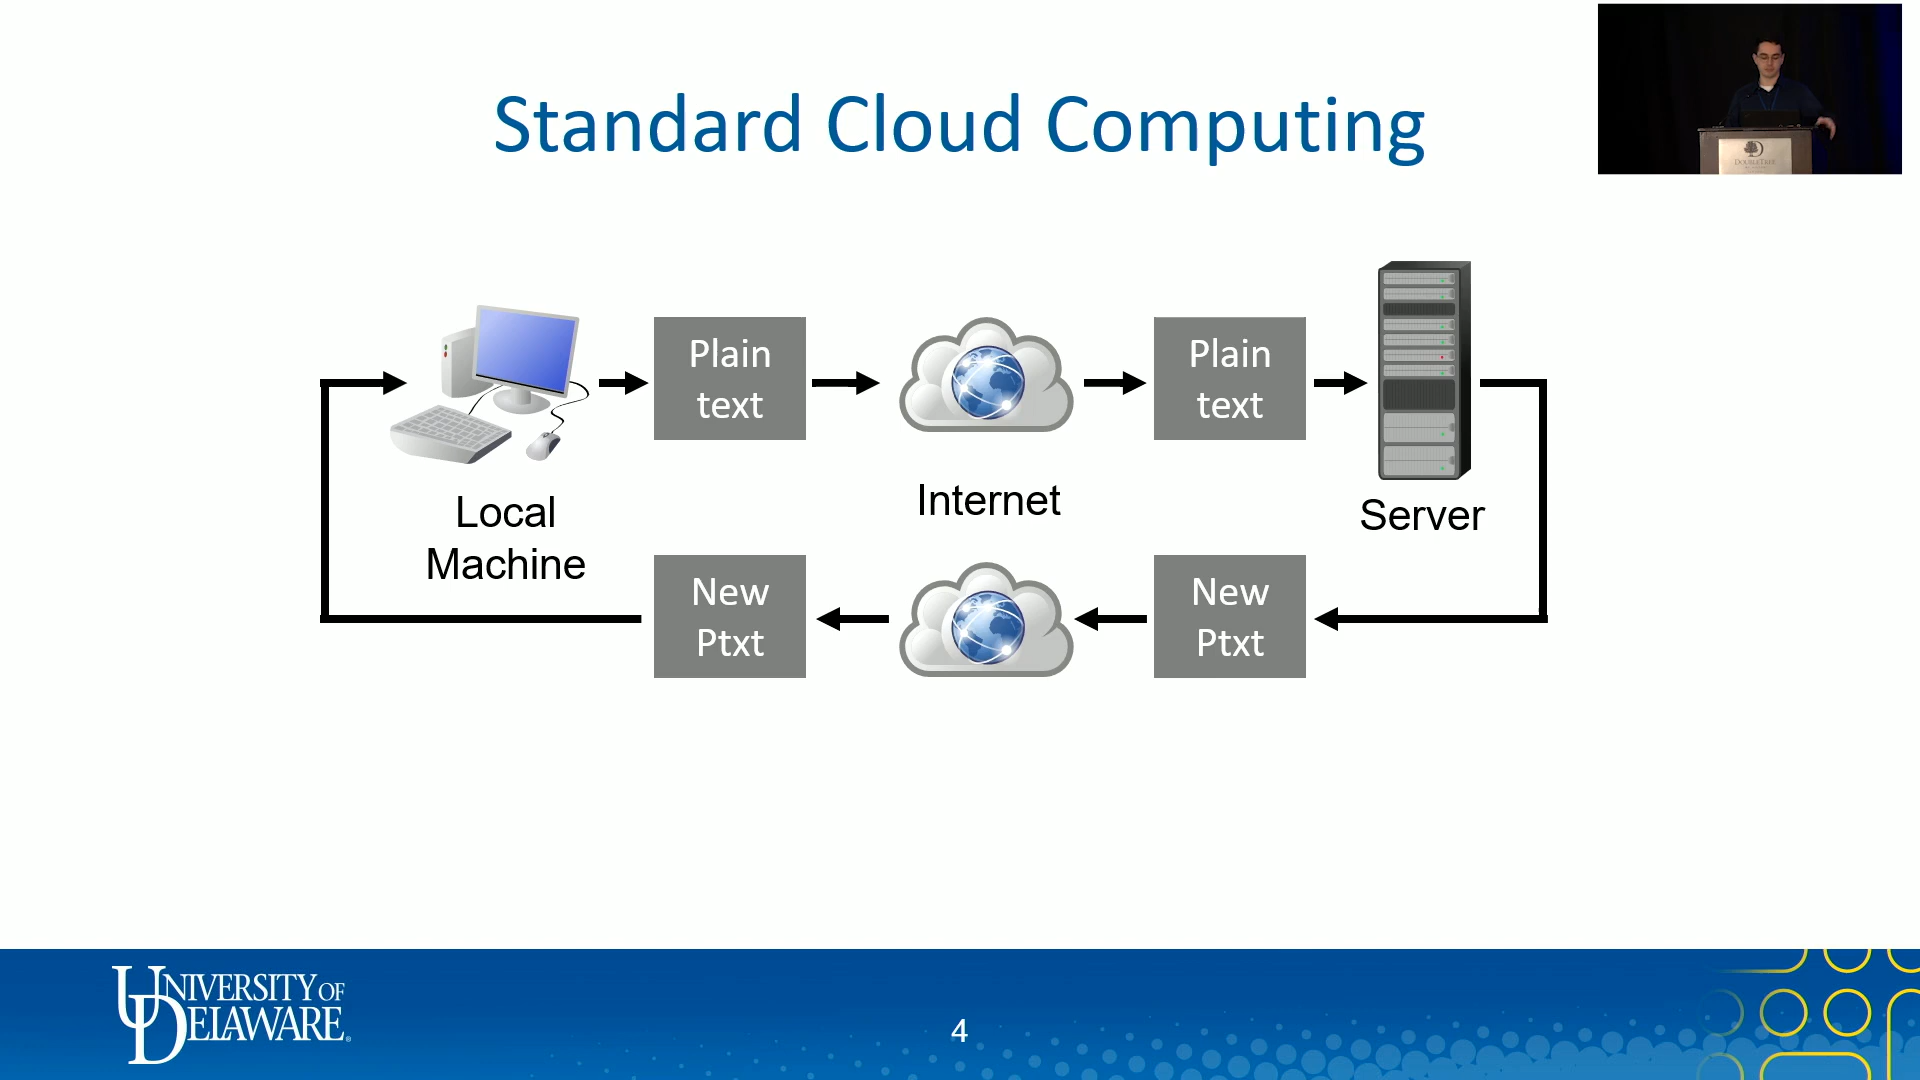 Standard Cloud Computing
DOUBLETREE
Plain
text
Plain
text
Local
Machine
Internet
Server
New
Ptxt
New
Ptxt
UNIVERSITY OF
DELAWARE
4